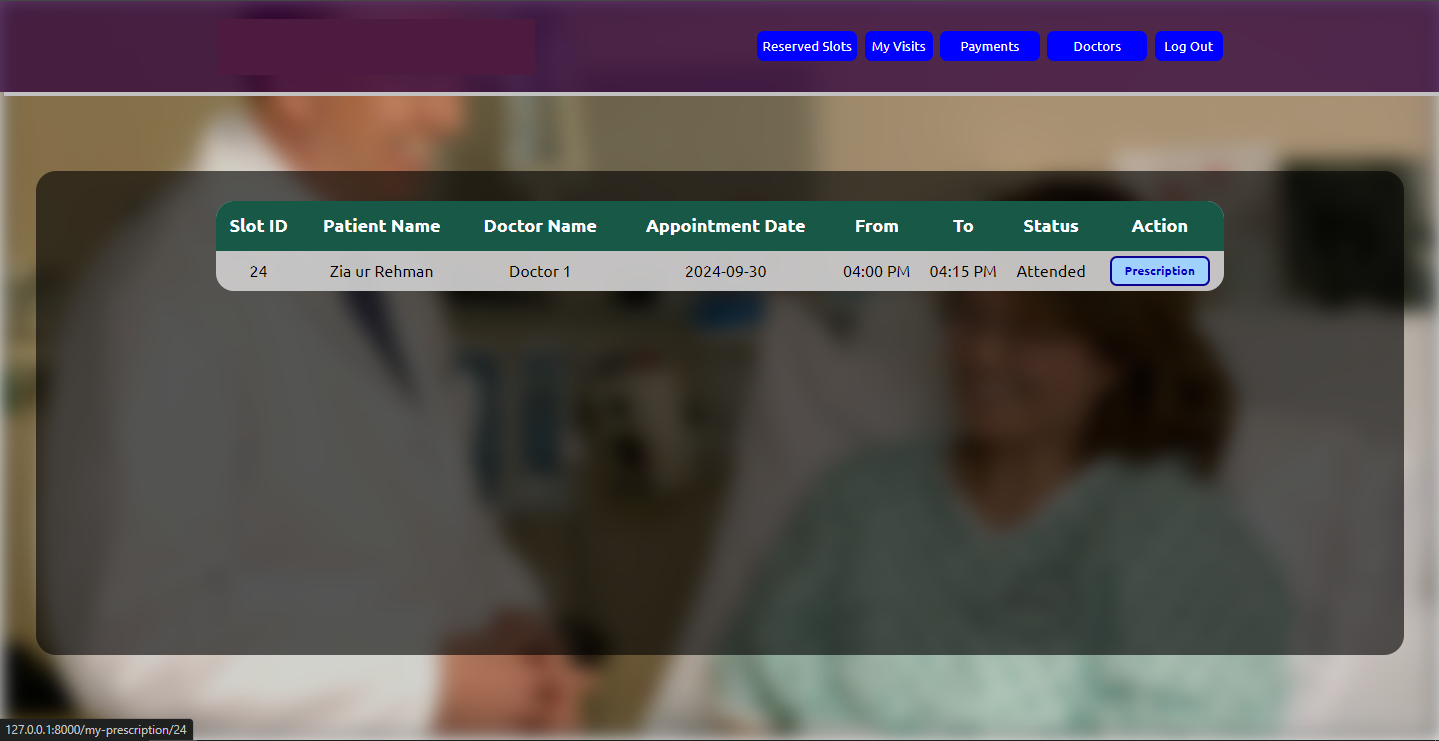 Reserved Slots My Visits Payments Doctors Log Out
Slot ID Patient Name Doctor Name Appointment Date From To Status Action
24 Zia ur Rehman Doctor 1 2024-09-30 04:00 PM 04:15 PM Attended Prescription
127.0.0.1:8000/my-prescription/24